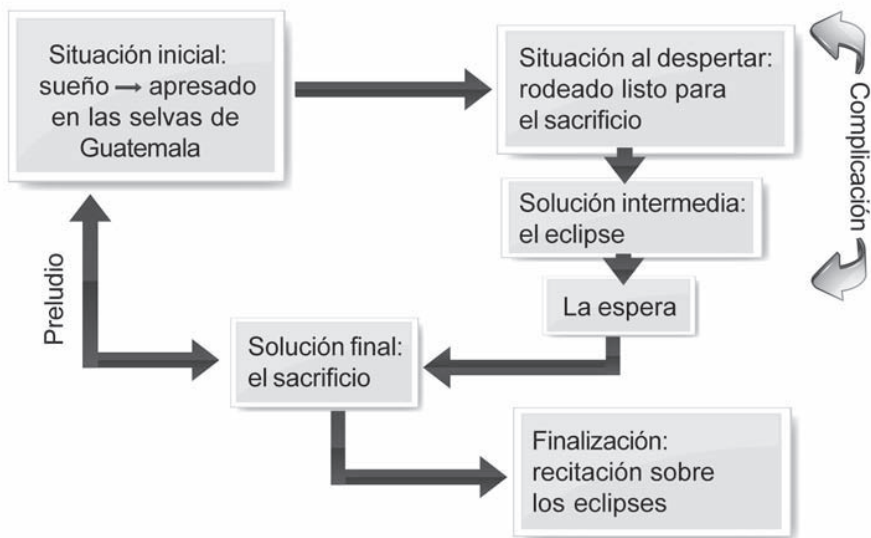 Situación inicial:
sueño → apresado
en las selvas de
Guatemala
Situación al despertar:
rodeado listo para
el sacrificio
Complicación
Solución intermedia:
el eclipse
La espera
Preludio
Solución final:
el sacrificio
Finalización:
recitación sobre
los eclipses